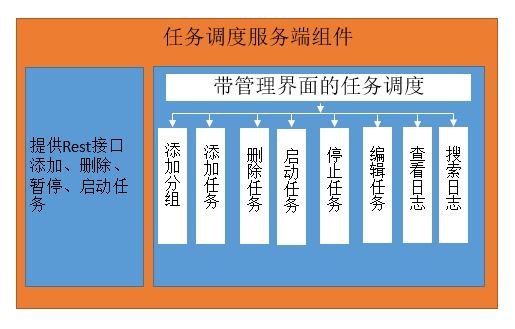 任务调度服务端组件
提供Rest接口
添加、删除、
暂停、启动任
务
带管理界面的任务调度
添加分组
添加任务
删除任务
启动任务
停止任务
编辑任务
查看日志
搜索日志